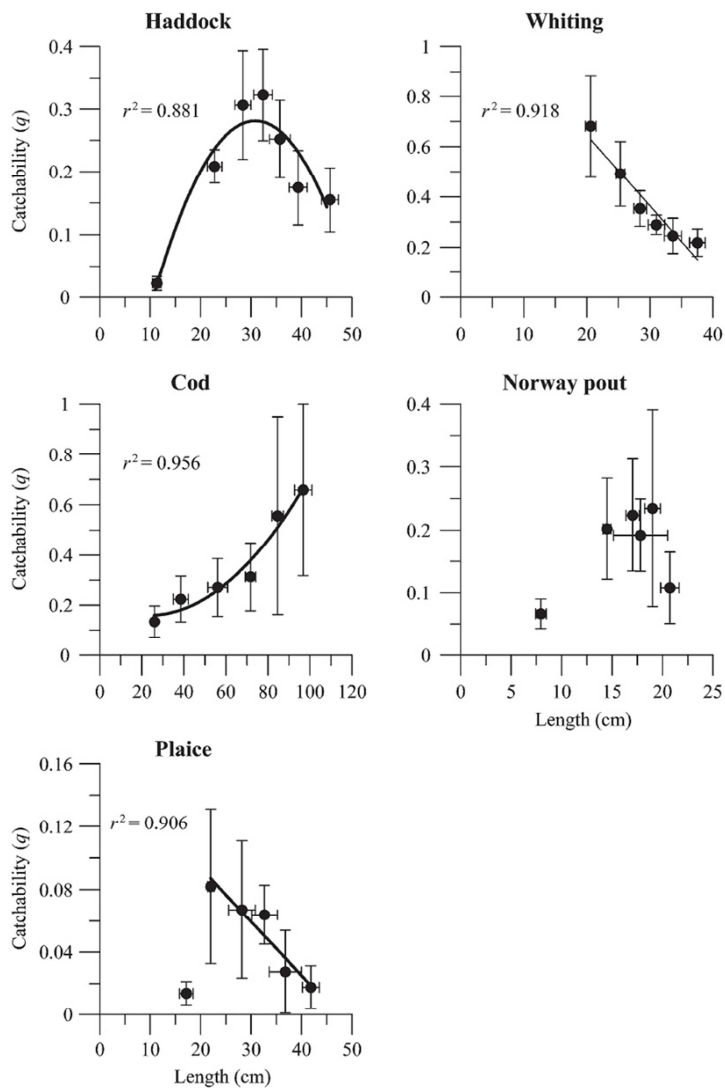 Haddock
0.4
0.3
0.2
0.1
0
r² = 0.881
Catchability (q)
0 10 20 30 40 50
Whiting
1
0.8
0.6
0.4
0.2
0
r² = 0.918
0 10 20 30 40
Cod
1
0.8
0.6
0.4
0.2
0
r² = 0.956
Catchability (q)
0 20 40 60 80 100 120
Norway pout
0.4
0.3
0.2
0.1
0
0 5 10 15 20 25
Length (cm)
Plaice
0.16
0.12
0.08
0.04
0
r² = 0.906
Catchability (q)
0 10 20 30 40 50
Length (cm)